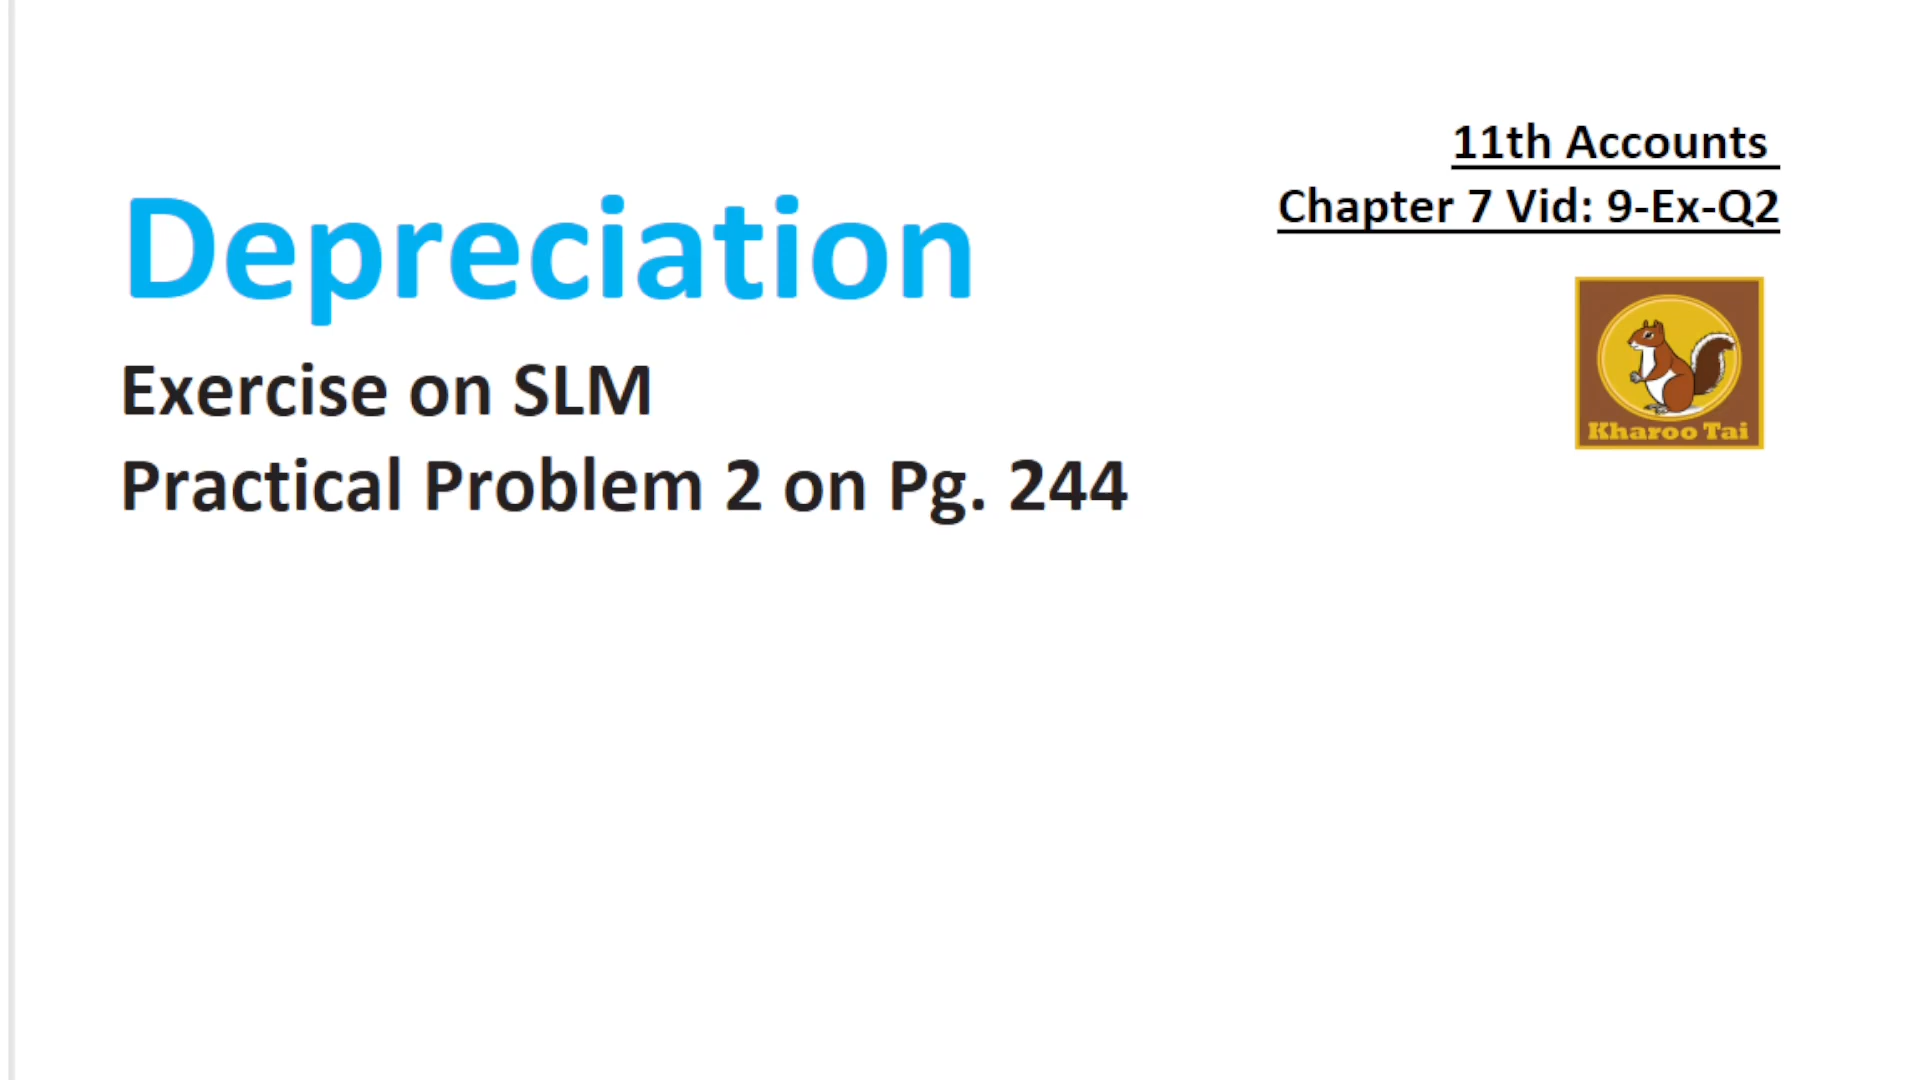 11th Accounts
Chapter 7 Vid: 9-Ex-Q2
Depreciation
Kharoo Tai
Exercise on SLM
Practical Problem 2 on Pg. 244